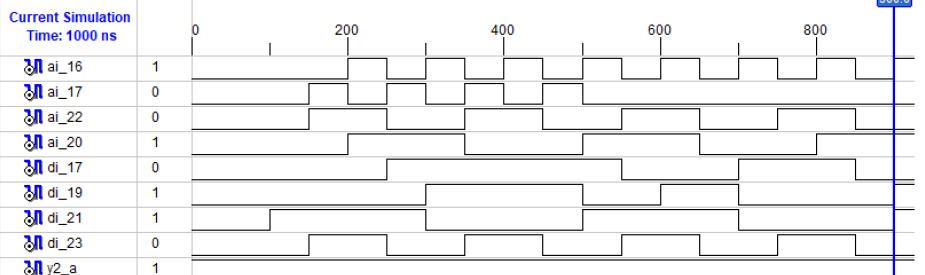 Current Simulation
Time: 1000 ns
0 200 400 600 800
ai_16 1
ai_17 0
ai_22 0
ai_20 1
di_17 0
di_19 1
di_21 1
di_23 0
y2_a 1